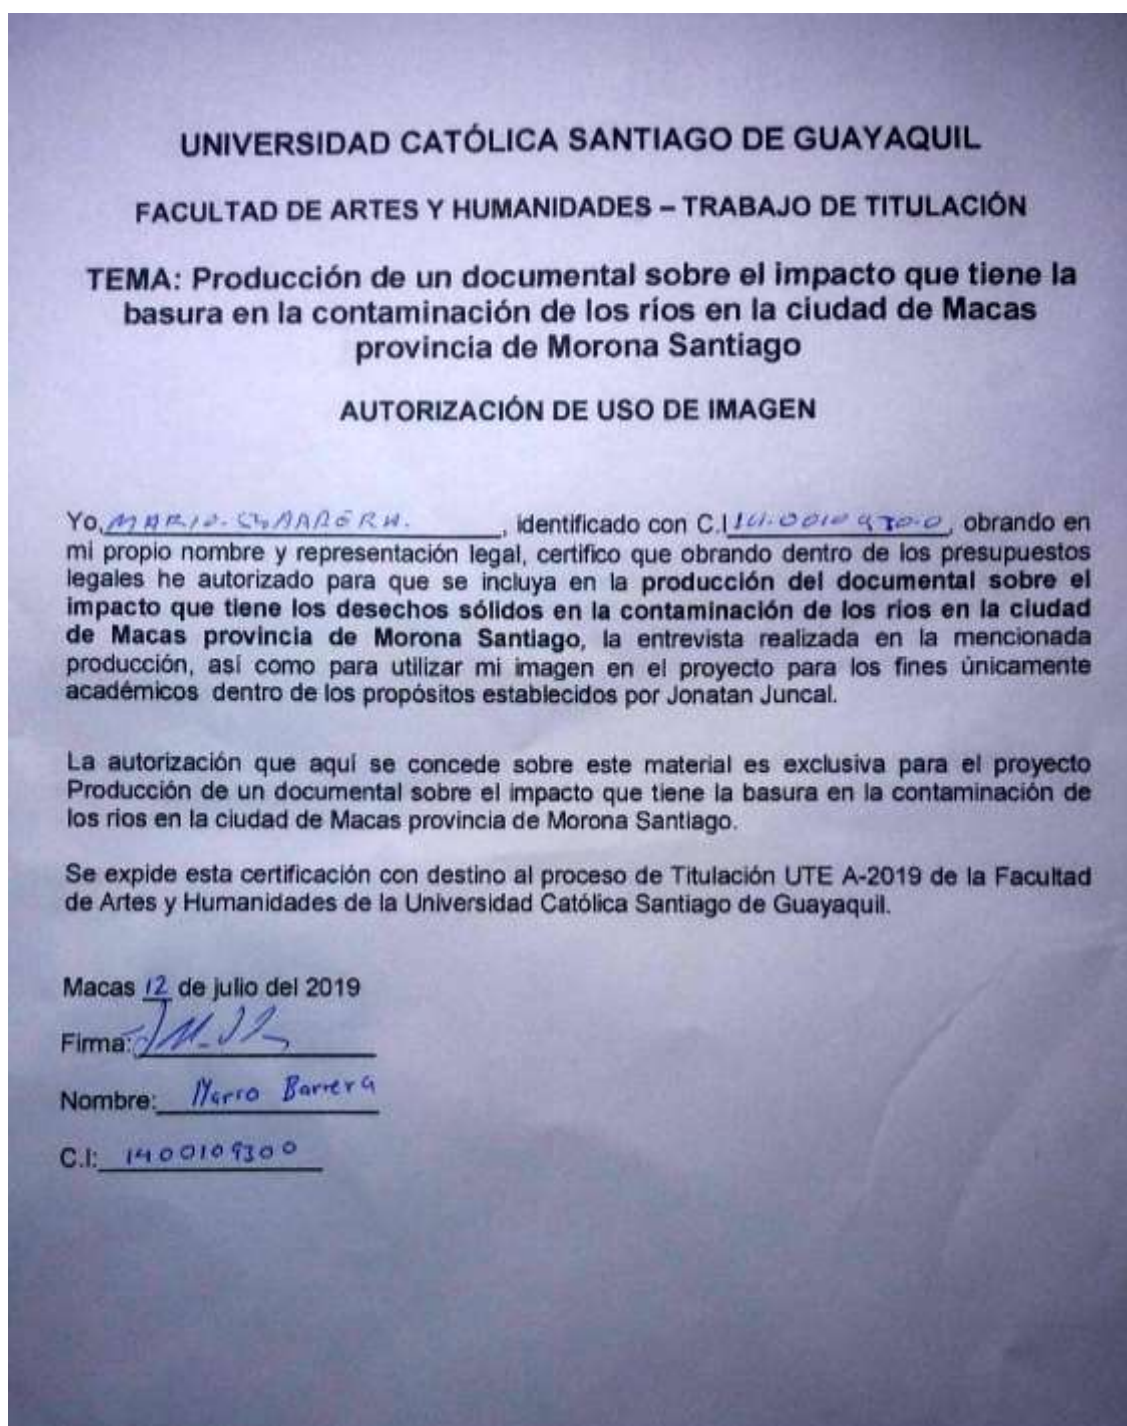 UNIVERSIDAD CATÓLICA SANTIAGO DE GUAYAQUIL
FACULTAD DE ARTES Y HUMANIDADES – TRABAJO DE TITULACIÓN
TEMA: Producción de un documental sobre el impacto que tiene la
basura en la contaminación de los ríos en la ciudad de Macas
provincia de Morona Santiago
AUTORIZACIÓN DE USO DE IMAGEN
Yo, MARIO , identificado con C.I , obrando en
mi propio nombre y representación legal, certifico que obrando dentro de los presupuestos
legales he autorizado para que se incluya en la producción del documental sobre el
impacto que tiene los desechos sólidos en la contaminación de los rios en la ciudad
de Macas provincia de Morona Santiago, la entrevista realizada en la mencionada
producción, así como para utilizar mi imagen en el proyecto para los fines únicamente
académicos dentro de los propósitos establecidos por Jonatan Juncal.
La autorización que aquí se concede sobre este material es exclusiva para el proyecto
Producción de un documental sobre el impacto que tiene la basura en la contaminación de
los rios en la ciudad de Macas provincia de Morona Santiago.
Se expide esta certificación con destino al proceso de Titulación UTE A-2019 de la Facultad
de Artes y Humanidades de la Universidad Católica Santiago de Guayaquil.
Macas 12 de julio del 2019
Firma:
Nombre: Mario Barrera
C.I: 1400109300